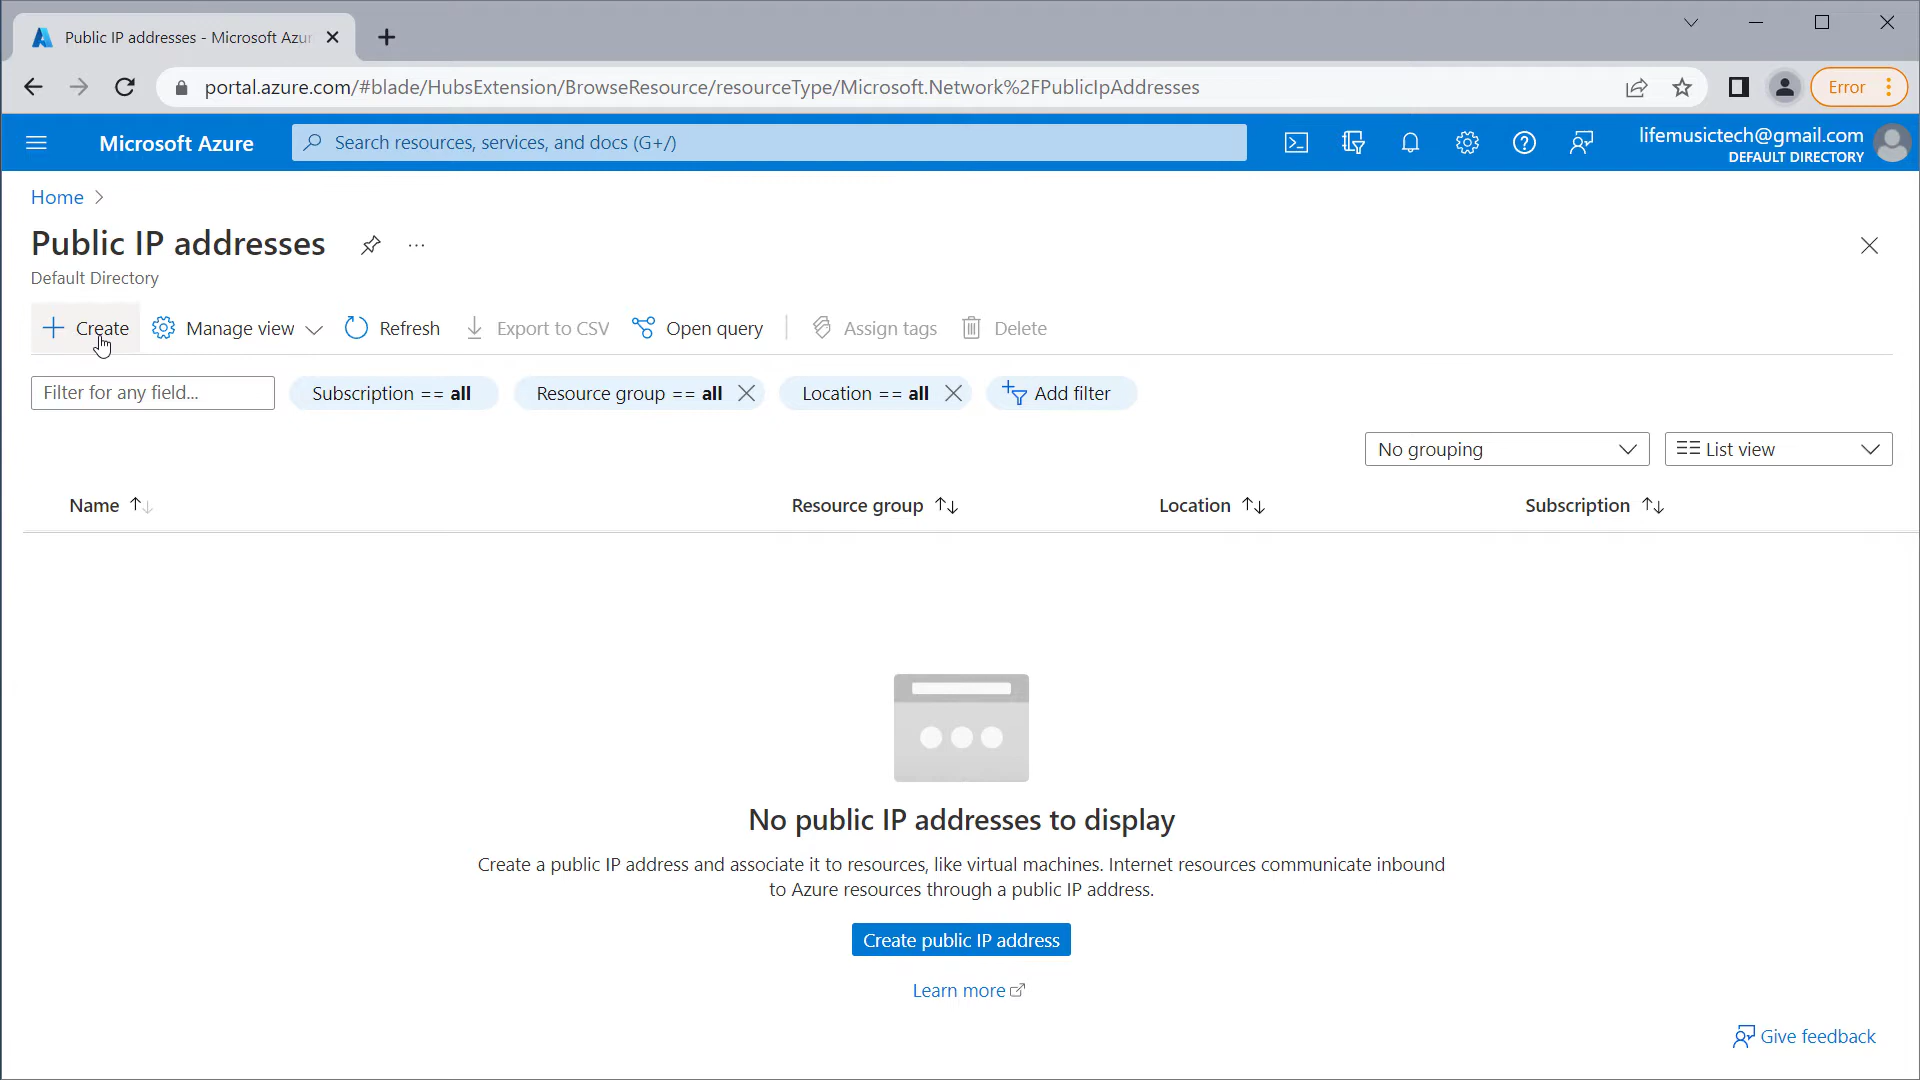 Public IP addresses - Microsoft Azur
portal.azure.com/#blade/HubsExtension/BrowseResource/resourceType/Microsoft.Network%2FPublicIpAddresses
Error
Microsoft Azure
Search resources, services, and docs (G+/)
lifemusictech@gmail.com
DEFAULT DIRECTORY
Home
Public IP addresses
Default Directory
Create
Manage view
Refresh
Export to CSV
Open query
Assign tags
Delete
Filter for any field...
Subscription == all
Resource group == all
Location == all
Add filter
No grouping
List view
Name
Resource group
Location
Subscription
No public IP addresses to display
Create a public IP address and associate it to resources, like virtual machines. Internet resources communicate inbound
to Azure resources through a public IP address.
Create public IP address
Learn more
Give feedback